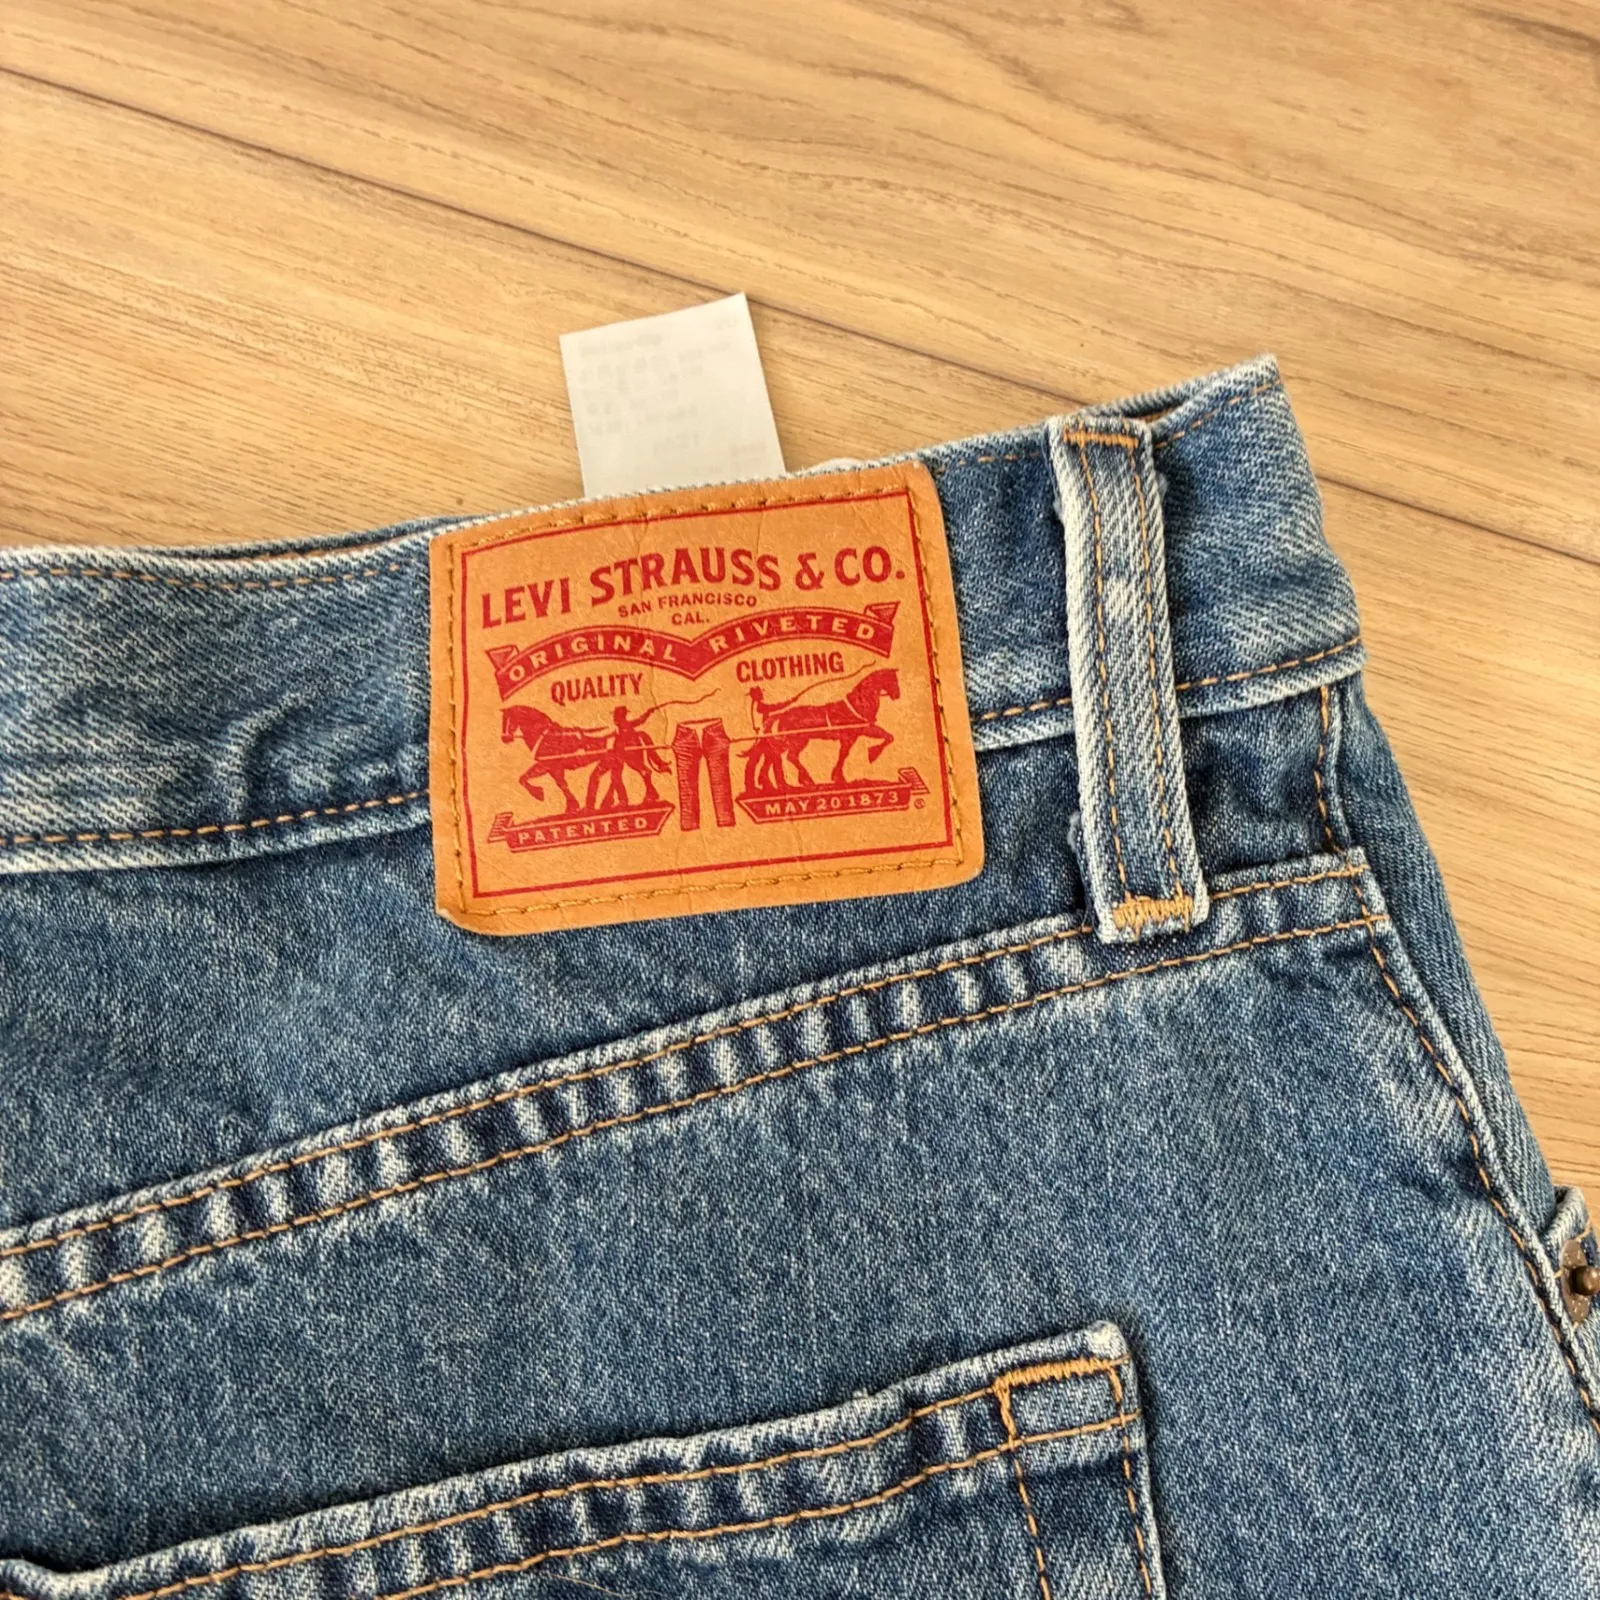 LEVI STRAUSS & CO.
SAN FRANCISCO
CAL.
ORIGINAL RIVETED
QUALITY CLOTHING
PATENTED MAY 20 1873 ®